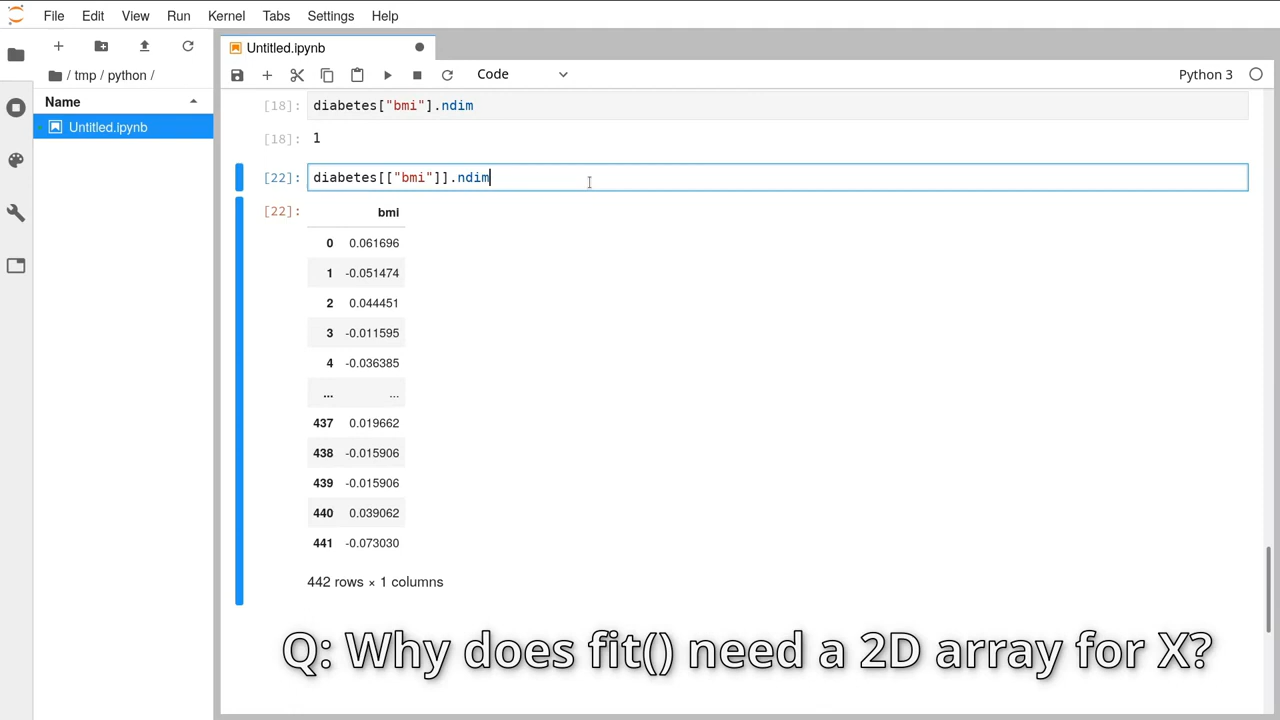 File Edit View Run Kernel Tabs Settings Help
/ tmp / python /
Name
Untitled.ipynb
Untitled.ipynb
Code
Python 3
[18]: diabetes["bmi"].ndim
[18]: 1
[22]: diabetes[["bmi"]].ndim
[22]:
bmi
0 0.061696
1 -0.051474
2 0.044451
3 -0.011595
4 -0.036385
... ...
437 0.019662
438 -0.015906
439 -0.015906
440 0.039062
441 -0.073030
442 rows × 1 columns
Q: Why does fit() need a 2D array for X?